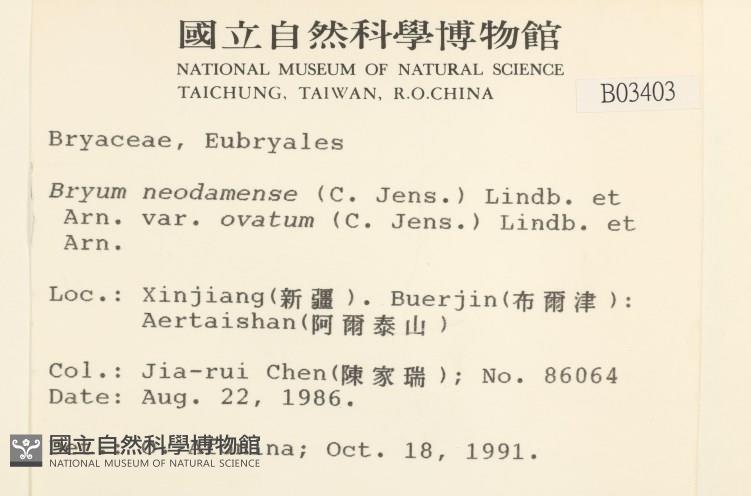 國立自然科學博物館
NATIONAL MUSEUM OF NATURAL SCIENCE
TAICHUNG, TAIWAN, R.O.CHINA
B03403
Bryaceae, Eubryales
Bryum neodamense (C. Jens.) Lindb. et
Arn. var. ovatum (C. Jens.) Lindb. et
Arn.
Loc.: Xinjiang(新疆). Buerjin(布爾津):
Aertaishan(阿爾泰山)
Col.: Jia-rui Chen(陳家瑞); No. 86064
Date: Aug. 22, 1986.
Oct. 18, 1991.
國立自然科學博物館
NATIONAL MUSEUM OF NATURAL SCIENCE